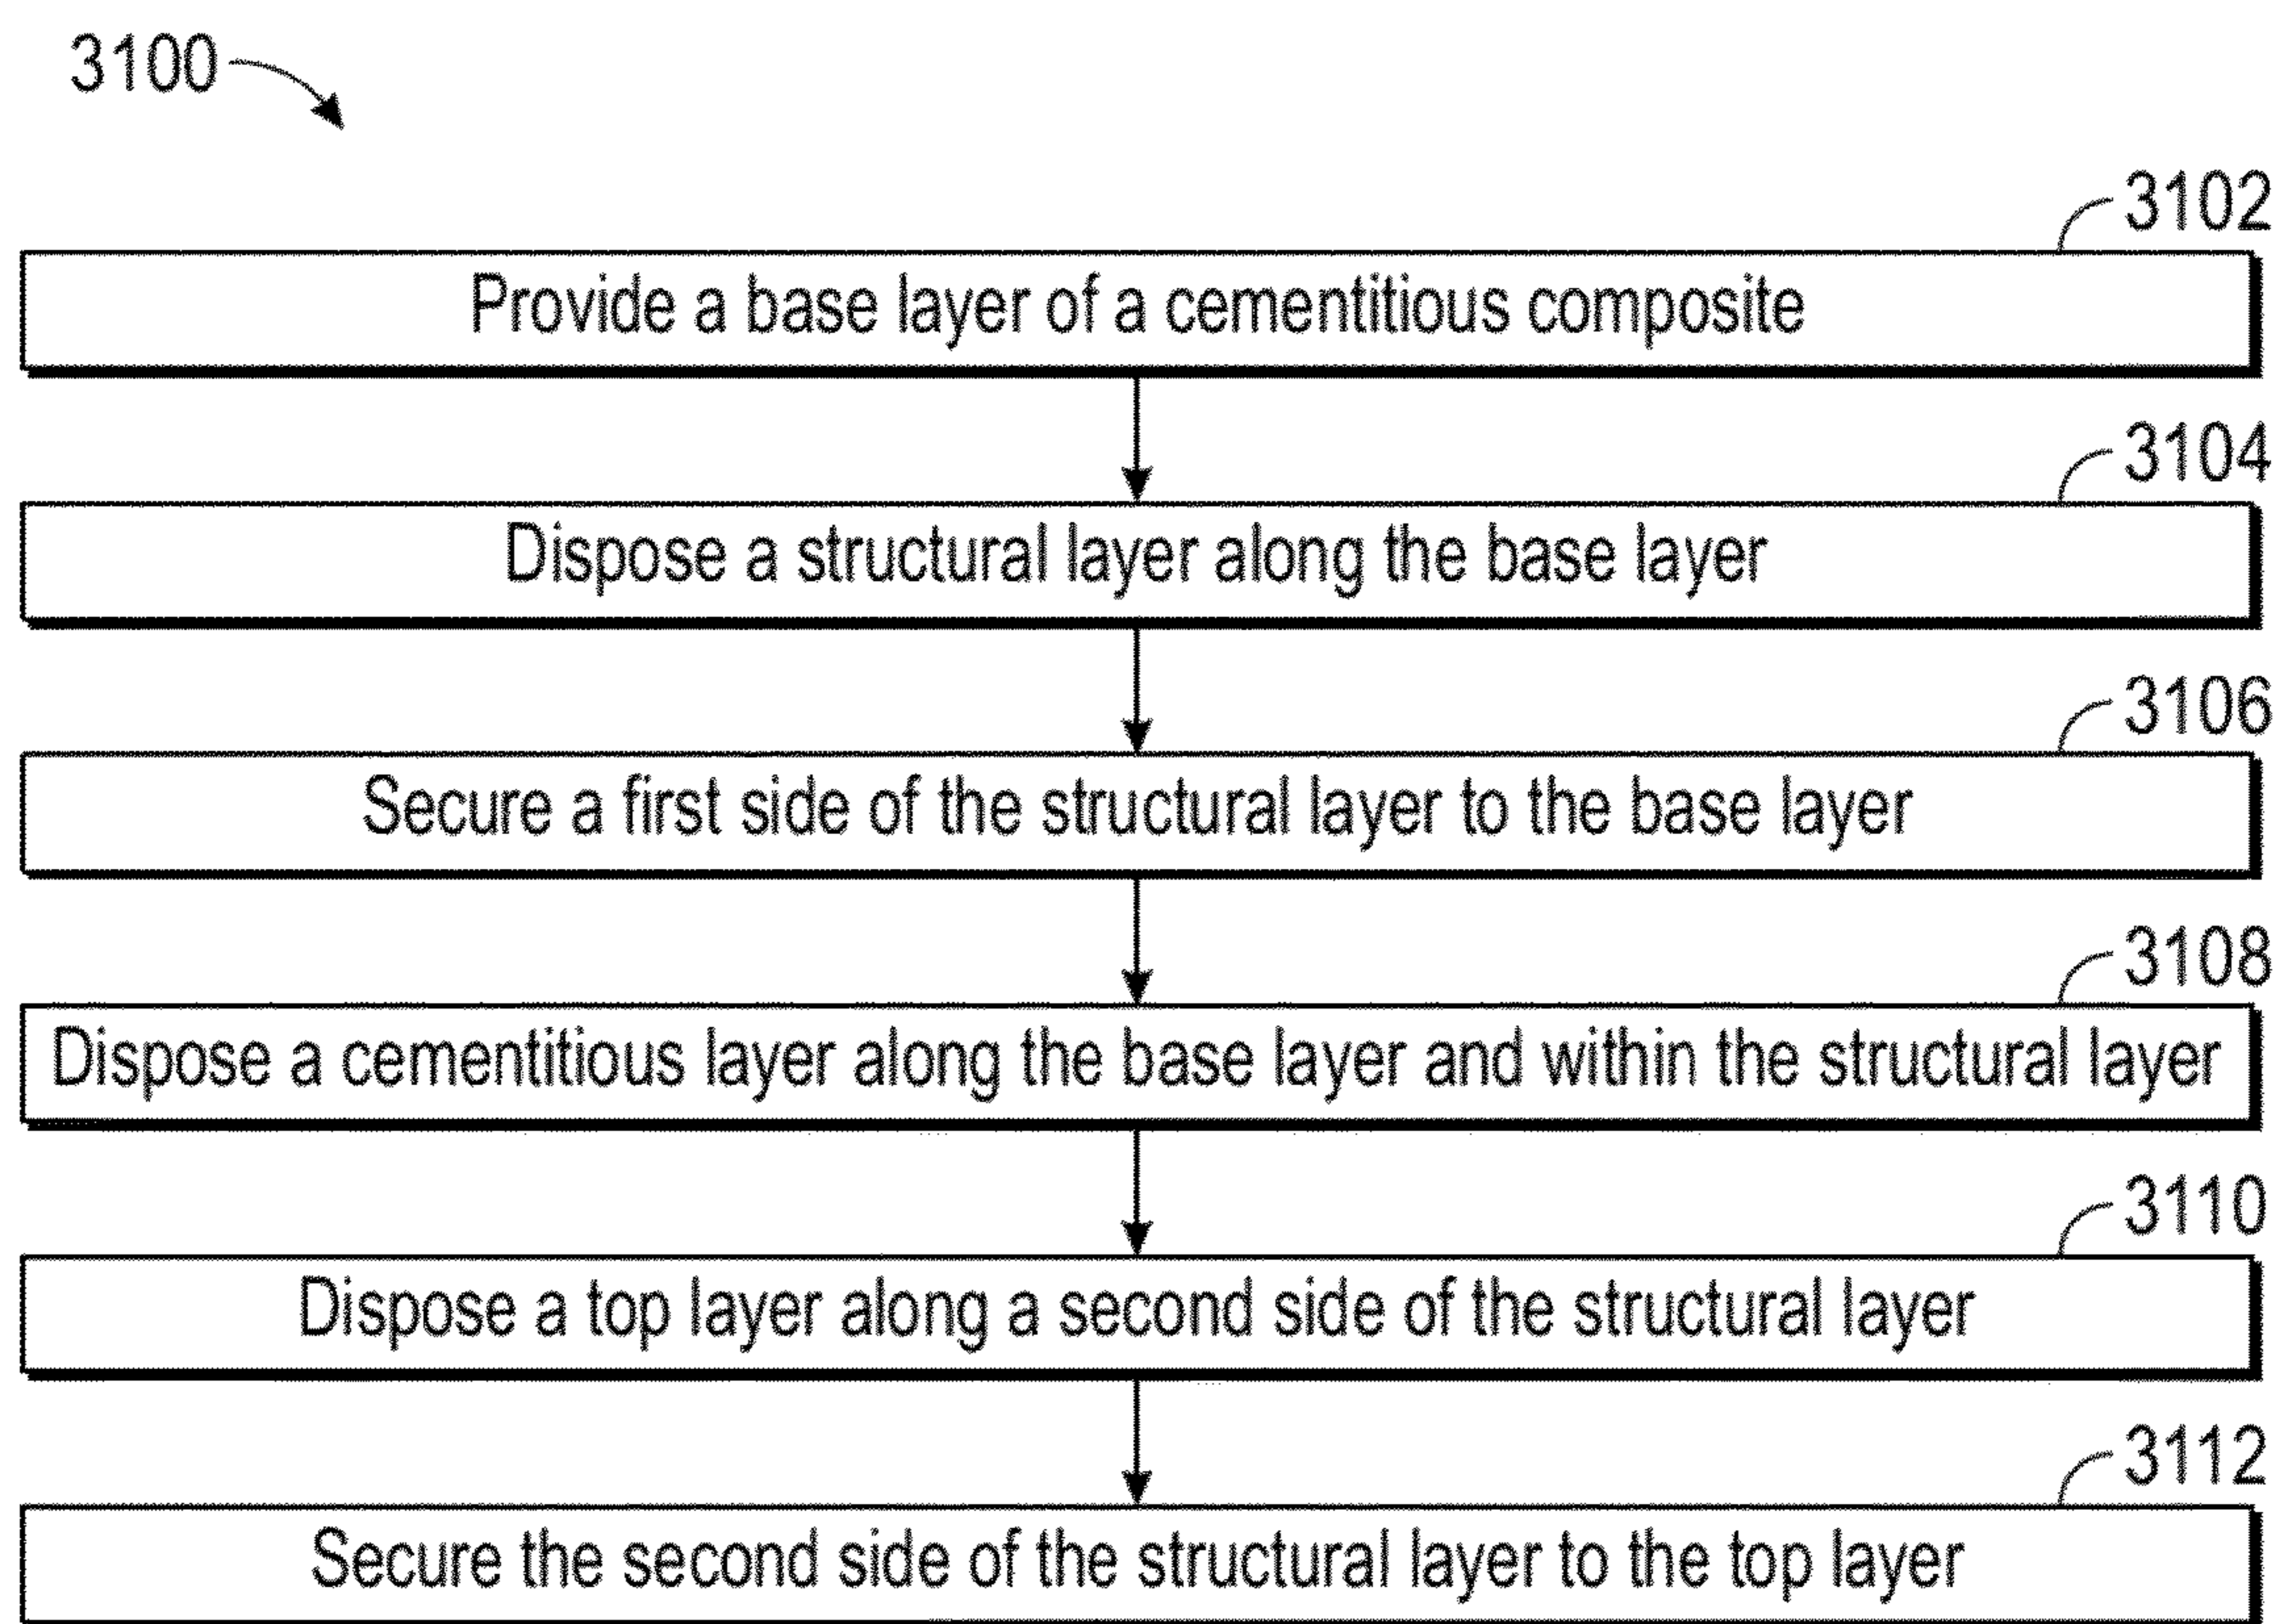 3100
3102
Provide a base layer of a cementitious composite
3104
Dispose a structural layer along the base layer
3106
Secure a first side of the structural layer to the base layer
3108
Dispose a cementitious layer along the base layer and within the structural layer
3110
Dispose a top layer along a second side of the structural layer
3112
Secure the second side of the structural layer to the top layer